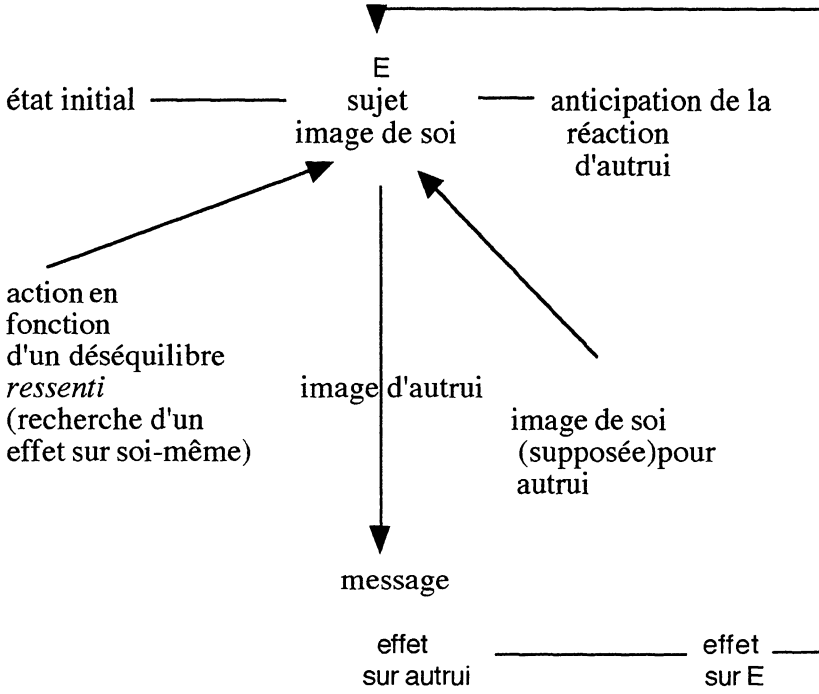 E
état initial
sujet
image de soi
anticipation de la
réaction
d'autrui
action en
fonction
d'un déséquilibre
ressenti
(recherche d'un
effet sur soi-même)
image d'autrui
image de soi
(supposée)pour
autrui
message
effet
sur autrui
effet
sur E